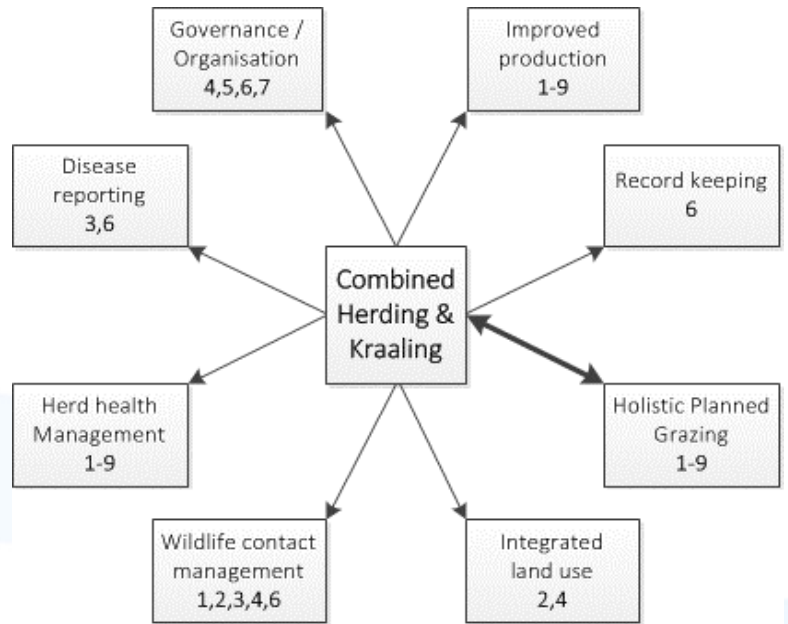 Governance /
Organisation
4,5,6,7
Improved
production
1-9
Disease
reporting
3,6
Record keeping
6
Combined
Herding &
Kraaling
Herd health
Management
1-9
Holistic Planned
Grazing
1-9
Wildlife contact
management
1,2,3,4,6
Integrated
land use
2,4